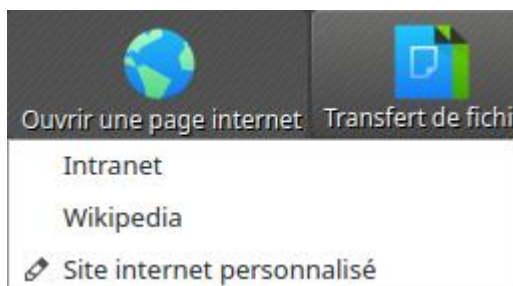 Ouvrir une page internet
Transfert de fichi
Intranet
Wikipedia
Site internet personnalisé